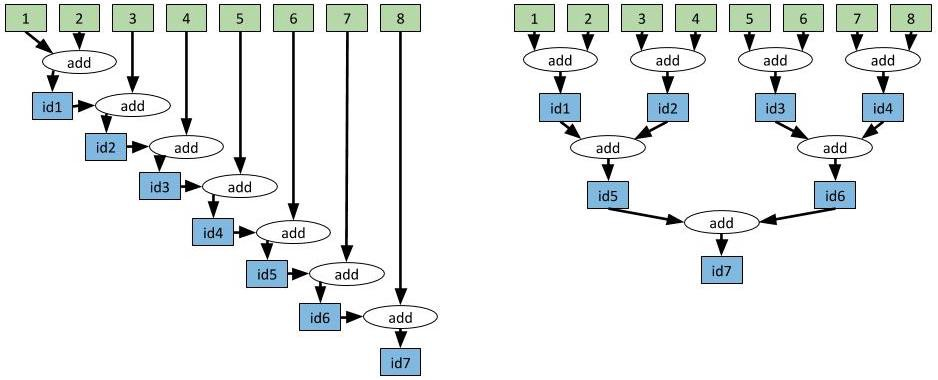 1 2 3 4 5 6 7 8 1 2 3 4 5 6 7 8
add add add add add
id1 add id1 id2 id3 id4
id2 add add add
id3 add id5 id6
id4 add add
id5 add id7
id6 add
id7